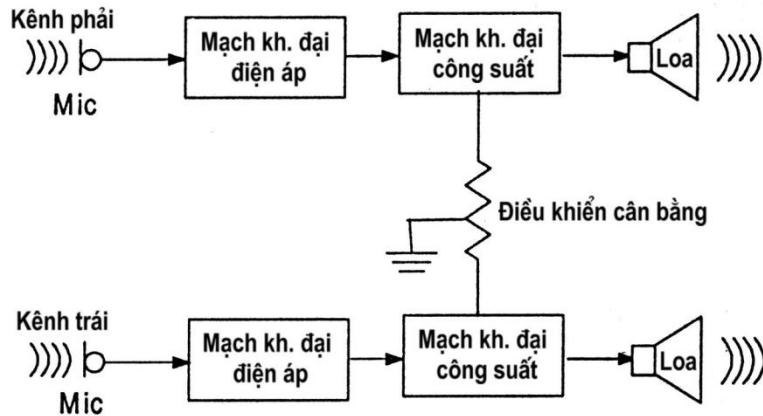 Kênh phải
Mic
Mạch kh. đại
điện áp
Mạch kh. đại
công suất
Loa
Điều khiển cân bằng
Kênh trái
Mic
Mạch kh. đại
điện áp
Mạch kh. đại
công suất
Loa